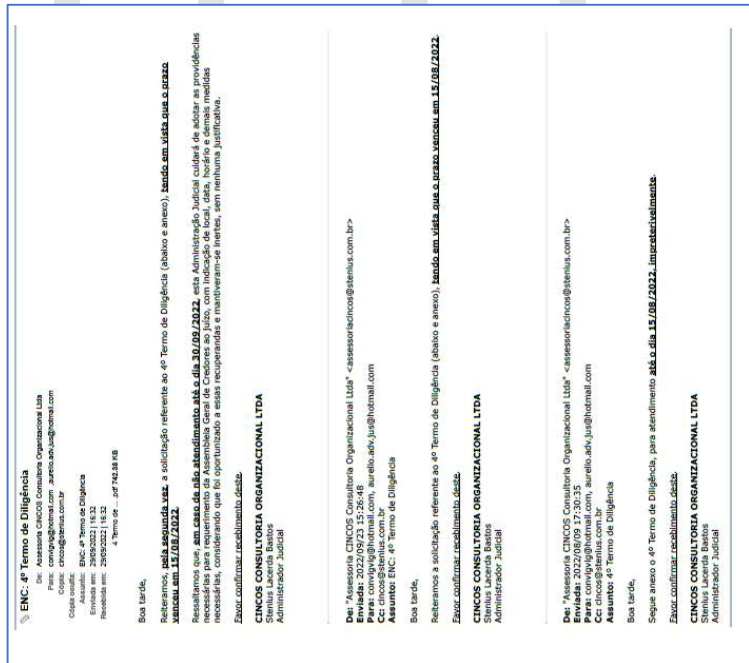 ENC: 4º Termo de Diligência
De: Assessoria CINCOS Consultoria Organizacional Ltda
Para: convigvig@hotmail.com ,aurelio.adv.jus@hotmail.com
Cópia: cincos@stenius.com.br
Cópia oculta:
Assunto: ENC: 4º Termo de Diligência
Enviada em: 29/09/2022 | 16:32
Recebida em: 29/09/2022 | 16:32
4 Termo de ... .pdf 742.88 KB
Boa tarde,
Reiteramos, pela segunda vez, a solicitação referente ao 4º Termo de Diligência (abaixo e anexo), tendo em vista que o prazo
venceu em 15/08/2022.
Ressaltamos que, em caso de não atendimento até o dia 30/09/2022, esta Administração Judicial cuidará de adotar as providências
necessárias para requerimento da Assembleia Geral de Credores ao Juízo, com indicação de local, data, horário e demais medidas
necessárias, considerando que foi oportunizado a essas recuperandas e mantiveram-se inertes, sem nenhuma justificativa.
Favor confirmar recebimento deste.
CINCOS CONSULTORIA ORGANIZACIONAL LTDA
Stenius Lacerda Bastos
Administrador Judicial
De: "Assessoria CINCOS Consultoria Organizacional Ltda" <assessoriacincos@stenius.com.br>
Enviada: 2022/09/23 15:26:48
Para: convigvig@hotmail.com, aurelio.adv.jus@hotmail.com
Cc: cincos@stenius.com.br
Assunto: ENC: 4º Termo de Diligência
Boa tarde,
Reiteramos a solicitação referente ao 4º Termo de Diligência (abaixo e anexo), tendo em vista que o prazo venceu em 15/08/2022.
Favor confirmar recebimento deste.
CINCOS CONSULTORIA ORGANIZACIONAL LTDA
Stenius Lacerda Bastos
Administrador Judicial
De: "Assessoria CINCOS Consultoria Organizacional Ltda" <assessoriacincos@stenius.com.br>
Enviada: 2022/08/09 17:30:35
Para: convigvig@hotmail.com, aurelio.adv.jus@hotmail.com
Cc: cincos@stenius.com.br
Assunto: 4º Termo de Diligência
Boa tarde,
Segue anexo o 4º Termo de Diligência, para atendimento até o dia 15/08/2022, impreterivelmente.
Favor confirmar recebimento deste.
CINCOS CONSULTORIA ORGANIZACIONAL LTDA
Stenius Lacerda Bastos
Administrador Judicial